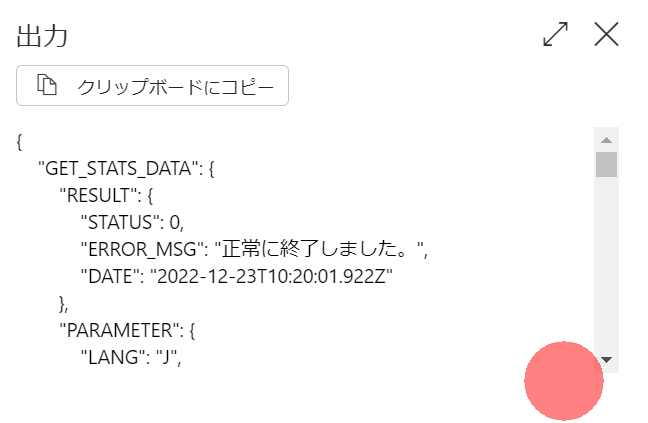 出力
クリップボードにコピー
{
"GET_STATS_DATA": {
"RESULT": {
"STATUS": 0,
"ERROR_MSG": "正常に終了しました。",
"DATE": "2022-12-23T10:20:01.922Z"
},
"PARAMETER": {
"LANG": "J",